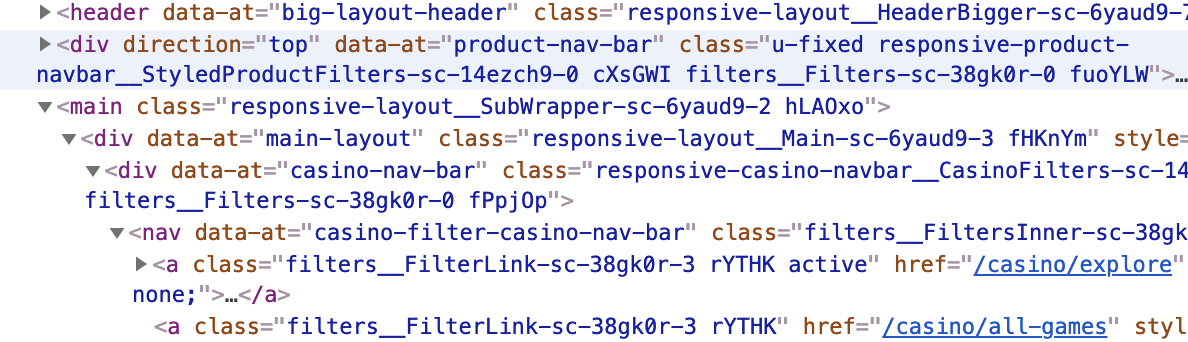 <header data-at="big-layout-header" class="responsive-layout__HeaderBigger-sc-6yaud9-7
<div direction="top" data-at="product-nav-bar" class="u-fixed responsive-product-
navbar__StyledProductFilters-sc-14ezch9-0 cXsGWI filters__Filters-sc-38gk0r-0 fuoYLW">…
<main class="responsive-layout__SubWrapper-sc-6yaud9-2 hLAOxo">
<div data-at="main-layout" class="responsive-layout__Main-sc-6yaud9-3 fHKnYm" style=
<div data-at="casino-nav-bar" class="responsive-casino-navbar__CasinoFilters-sc-14
filters__Filters-sc-38gk0r-0 fPpjOp">
<nav data-at="casino-filter-casino-nav-bar" class="filters__FiltersInner-sc-38gk
<a class="filters__FilterLink-sc-38gk0r-3 rYTHK active" href="/casino/explore"
none;">…</a>
<a class="filters__FilterLink-sc-38gk0r-3 rYTHK" href="/casino/all-games" styl